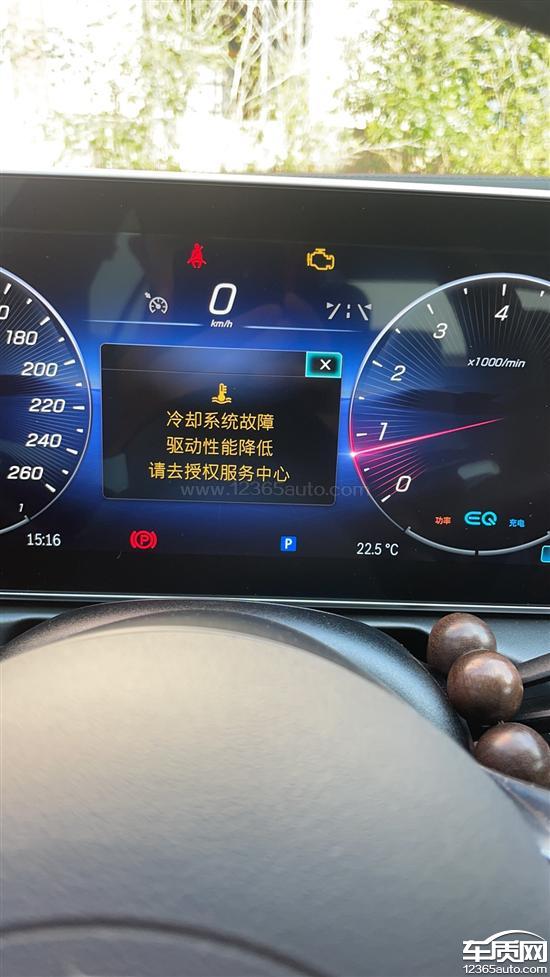 0
km/h
180
200
220
240
260
1
4
3
2
1
0
x1000/min
X
冷却系统故障
驱动性能降低
请去授权服务中心
www.12365auto.com
功率 EQ 充电
15:16
P
P
22.5 °C
车质网
12365auto.com